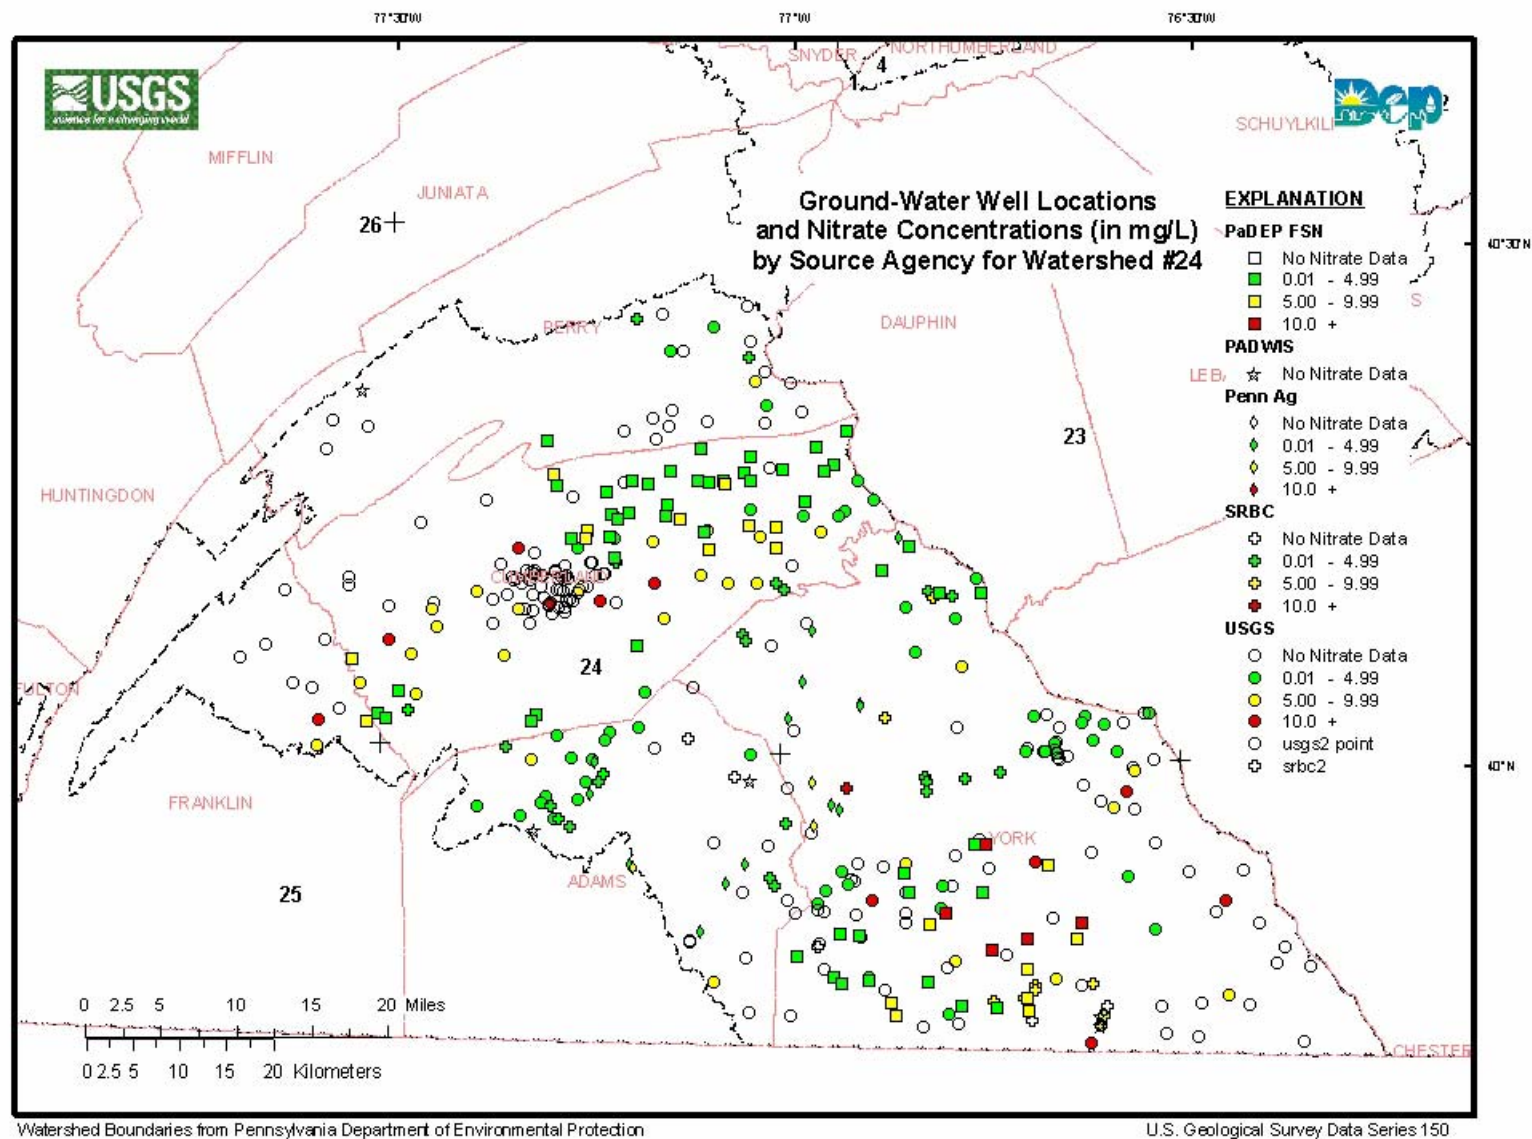 77°30'W 77°W 76°30'W
USGS
science for a changing world
SNYDER
NORTHUMBERLAND
4
1
Dep
2
SCHUYLKILL
MIFFLIN
JUNIATA
26
Ground-Water Well Locations
and Nitrate Concentrations (in mg/L)
by Source Agency for Watershed #24
40°30'N
EXPLANATION
PaDEP FSN
No Nitrate Data
0.01 - 4.99
5.00 - 9.99
10.0 +
PADWIS
No Nitrate Data
Penn Ag
No Nitrate Data
0.01 - 4.99
5.00 - 9.99
10.0 +
SRBC
No Nitrate Data
0.01 - 4.99
5.00 - 9.99
10.0 +
USGS
No Nitrate Data
0.01 - 4.99
5.00 - 9.99
10.0 +
usgs2 point
srbc2
S
BERRY
DAUPHIN
LEB
23
HUNTINGDON
24
FULTON
40°N
FRANKLIN
YORK
ADAMS
25
0 2.5 5 10 15 20 Miles
0 2.5 5 10 15 20 Kilometers
CHESTER
Watershed Boundaries from Pennsylvania Department of Environmental Protection
U.S. Geological Survey Data Series 150